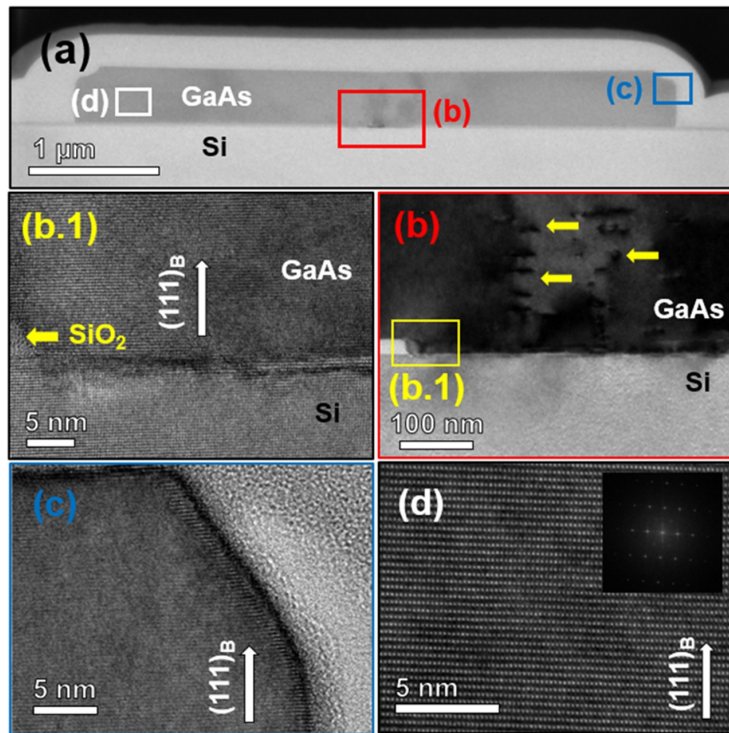 (a)
(d)
GaAs
(b)
(c)
Si
1 µm
(b.1)
(111)B
GaAs
SiO2
Si
5 nm
(b)
GaAs
(b.1)
Si
100 nm
(c)
(111)B
5 nm
(d)
(111)B
5 nm